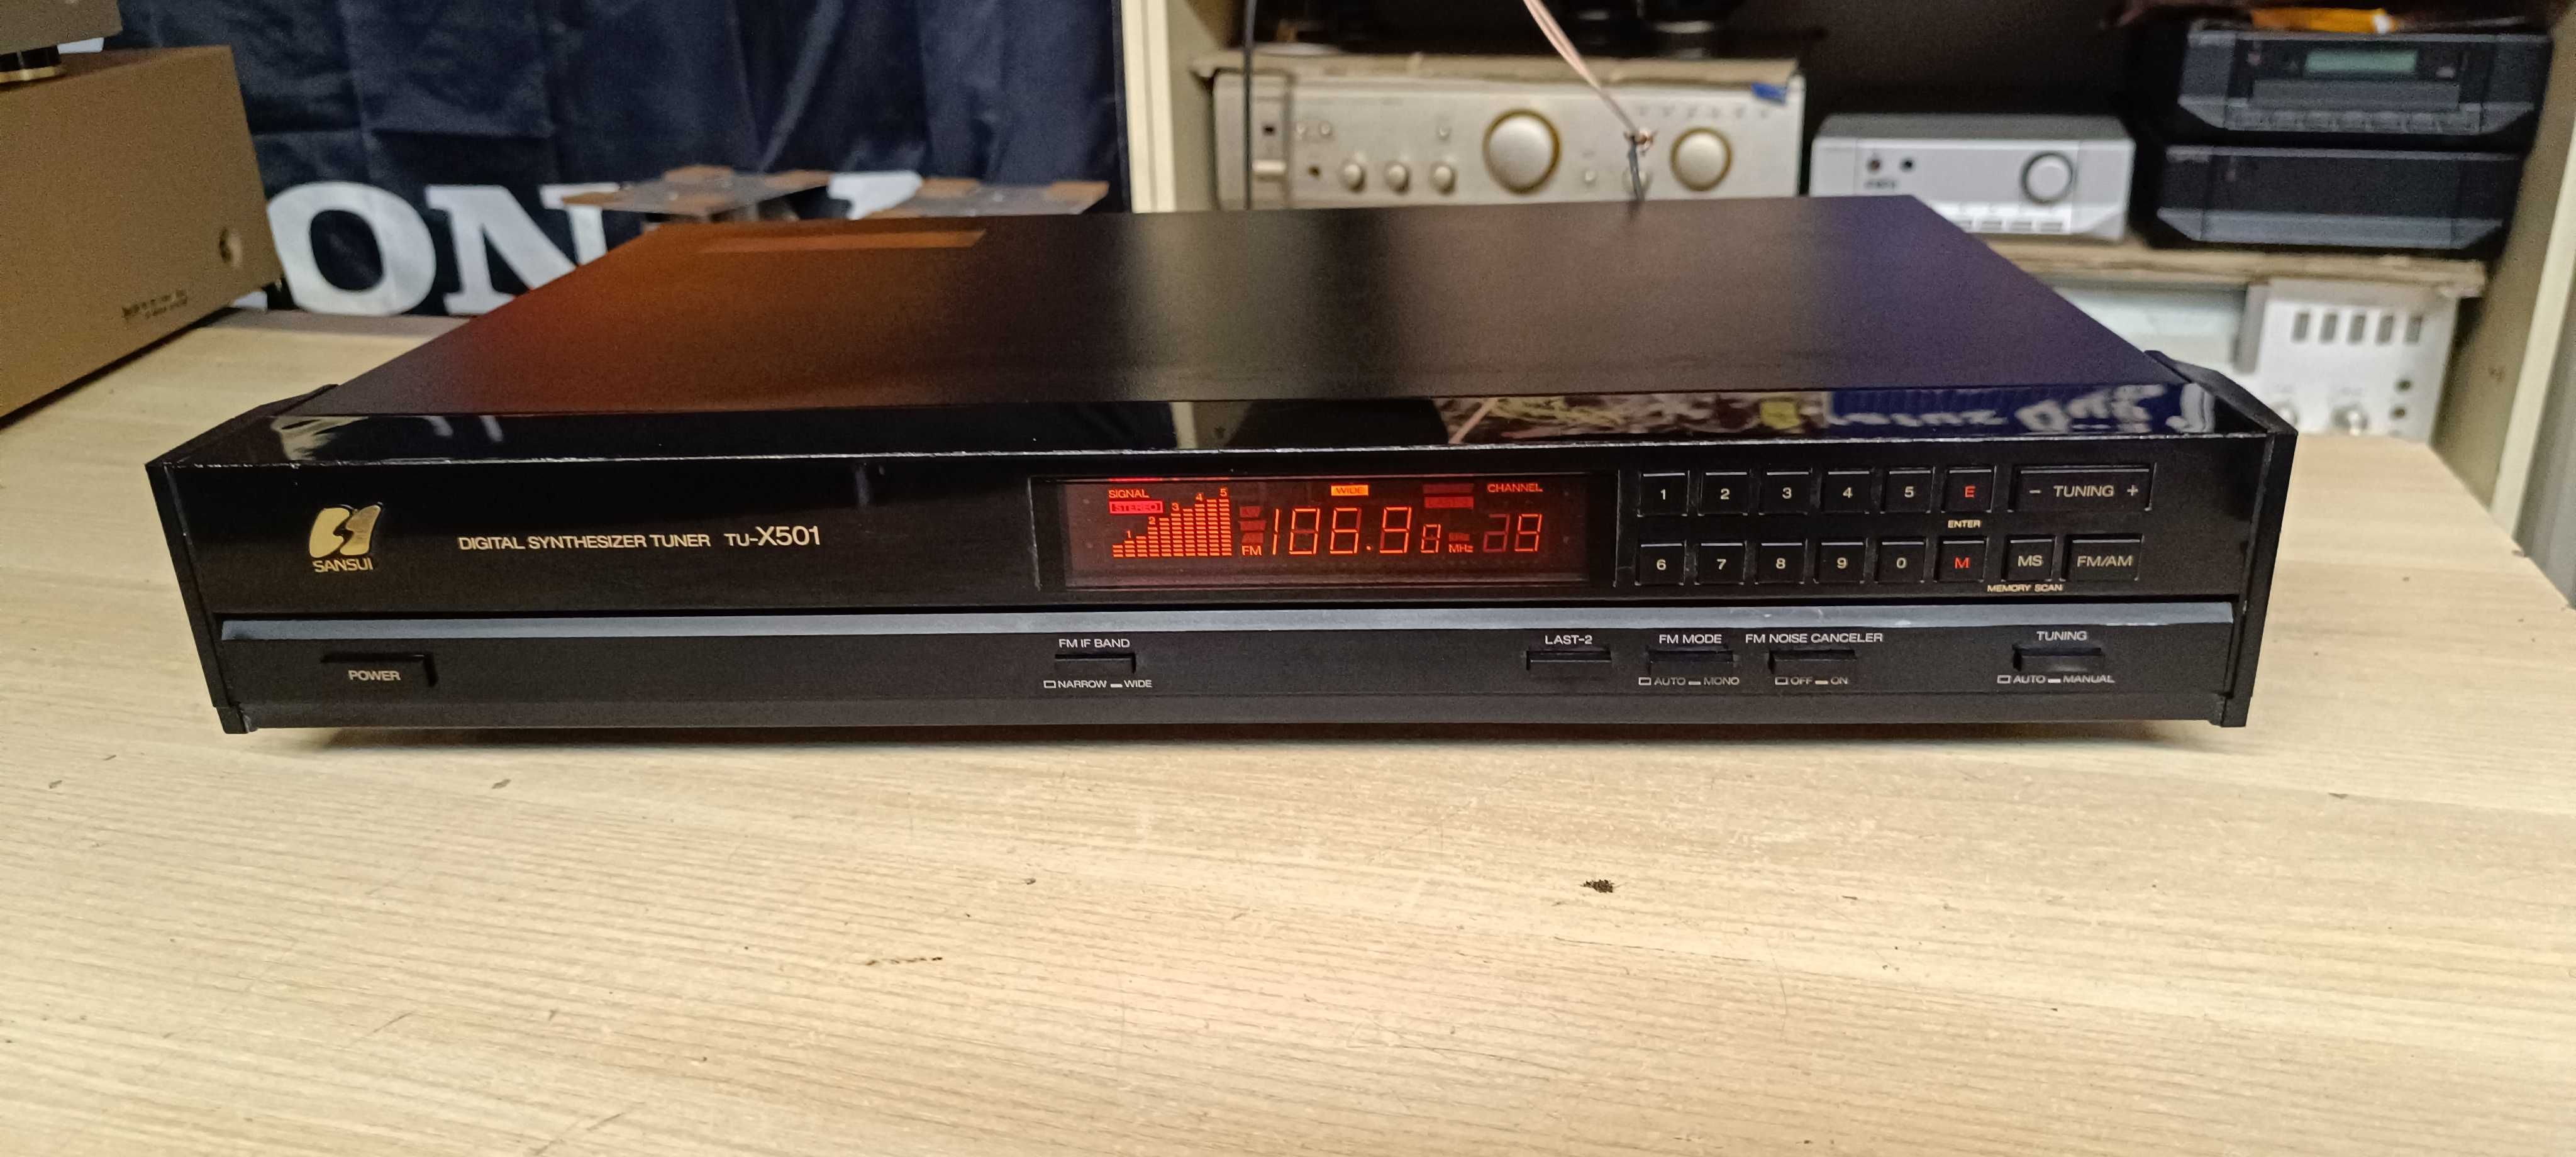 SANSUI
DIGITAL SYNTHESIZER TUNER TU-X501
SIGNAL
1 2 3 4 5
STEREO
WIDE
CHANNEL
FM
MHz
1 2 3 4 5 E
ENTER
− TUNING +
6 7 8 9 0 M MS FM/AM
MEMORY SCAN
POWER
FM IF BAND
NARROW WIDE
LAST-2
FM MODE
AUTO MONO
FM NOISE CANCELER
OFF ON
TUNING
AUTO MANUAL